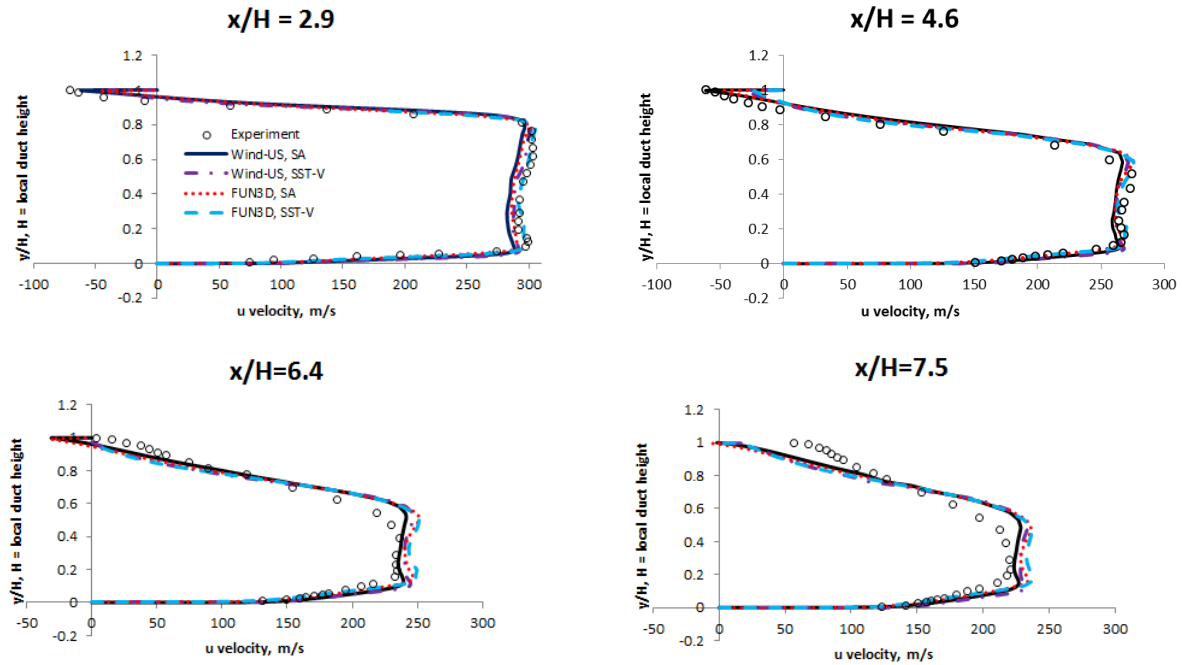 x/H = 2.9
1.2
1
0.8
0.6
0.4
0.2
0
-0.2
y/H, H = local duct height
Experiment
Wind-US, SA
Wind-US, SST-V
FUN3D, SA
FUN3D, SST-V
-100 -50 0 50 100 150 200 250 300
u velocity, m/s
x/H = 4.6
1.2
1
0.8
0.6
0.4
0.2
0
-0.2
y/H, H = local duct height
-100 -50 0 50 100 150 200 250 300
u velocity, m/s
x/H=6.4
1.2
1
0.8
0.6
0.4
0.2
0
-0.2
y/H, H = local duct height
0 50 100 150 200 250 300
u velocity, m/s
x/H=7.5
1.2
1
0.8
0.6
0.4
0.2
0
-0.2
y/H, H = local duct height
-50 0 50 100 150 200 250 300
u velocity, m/s